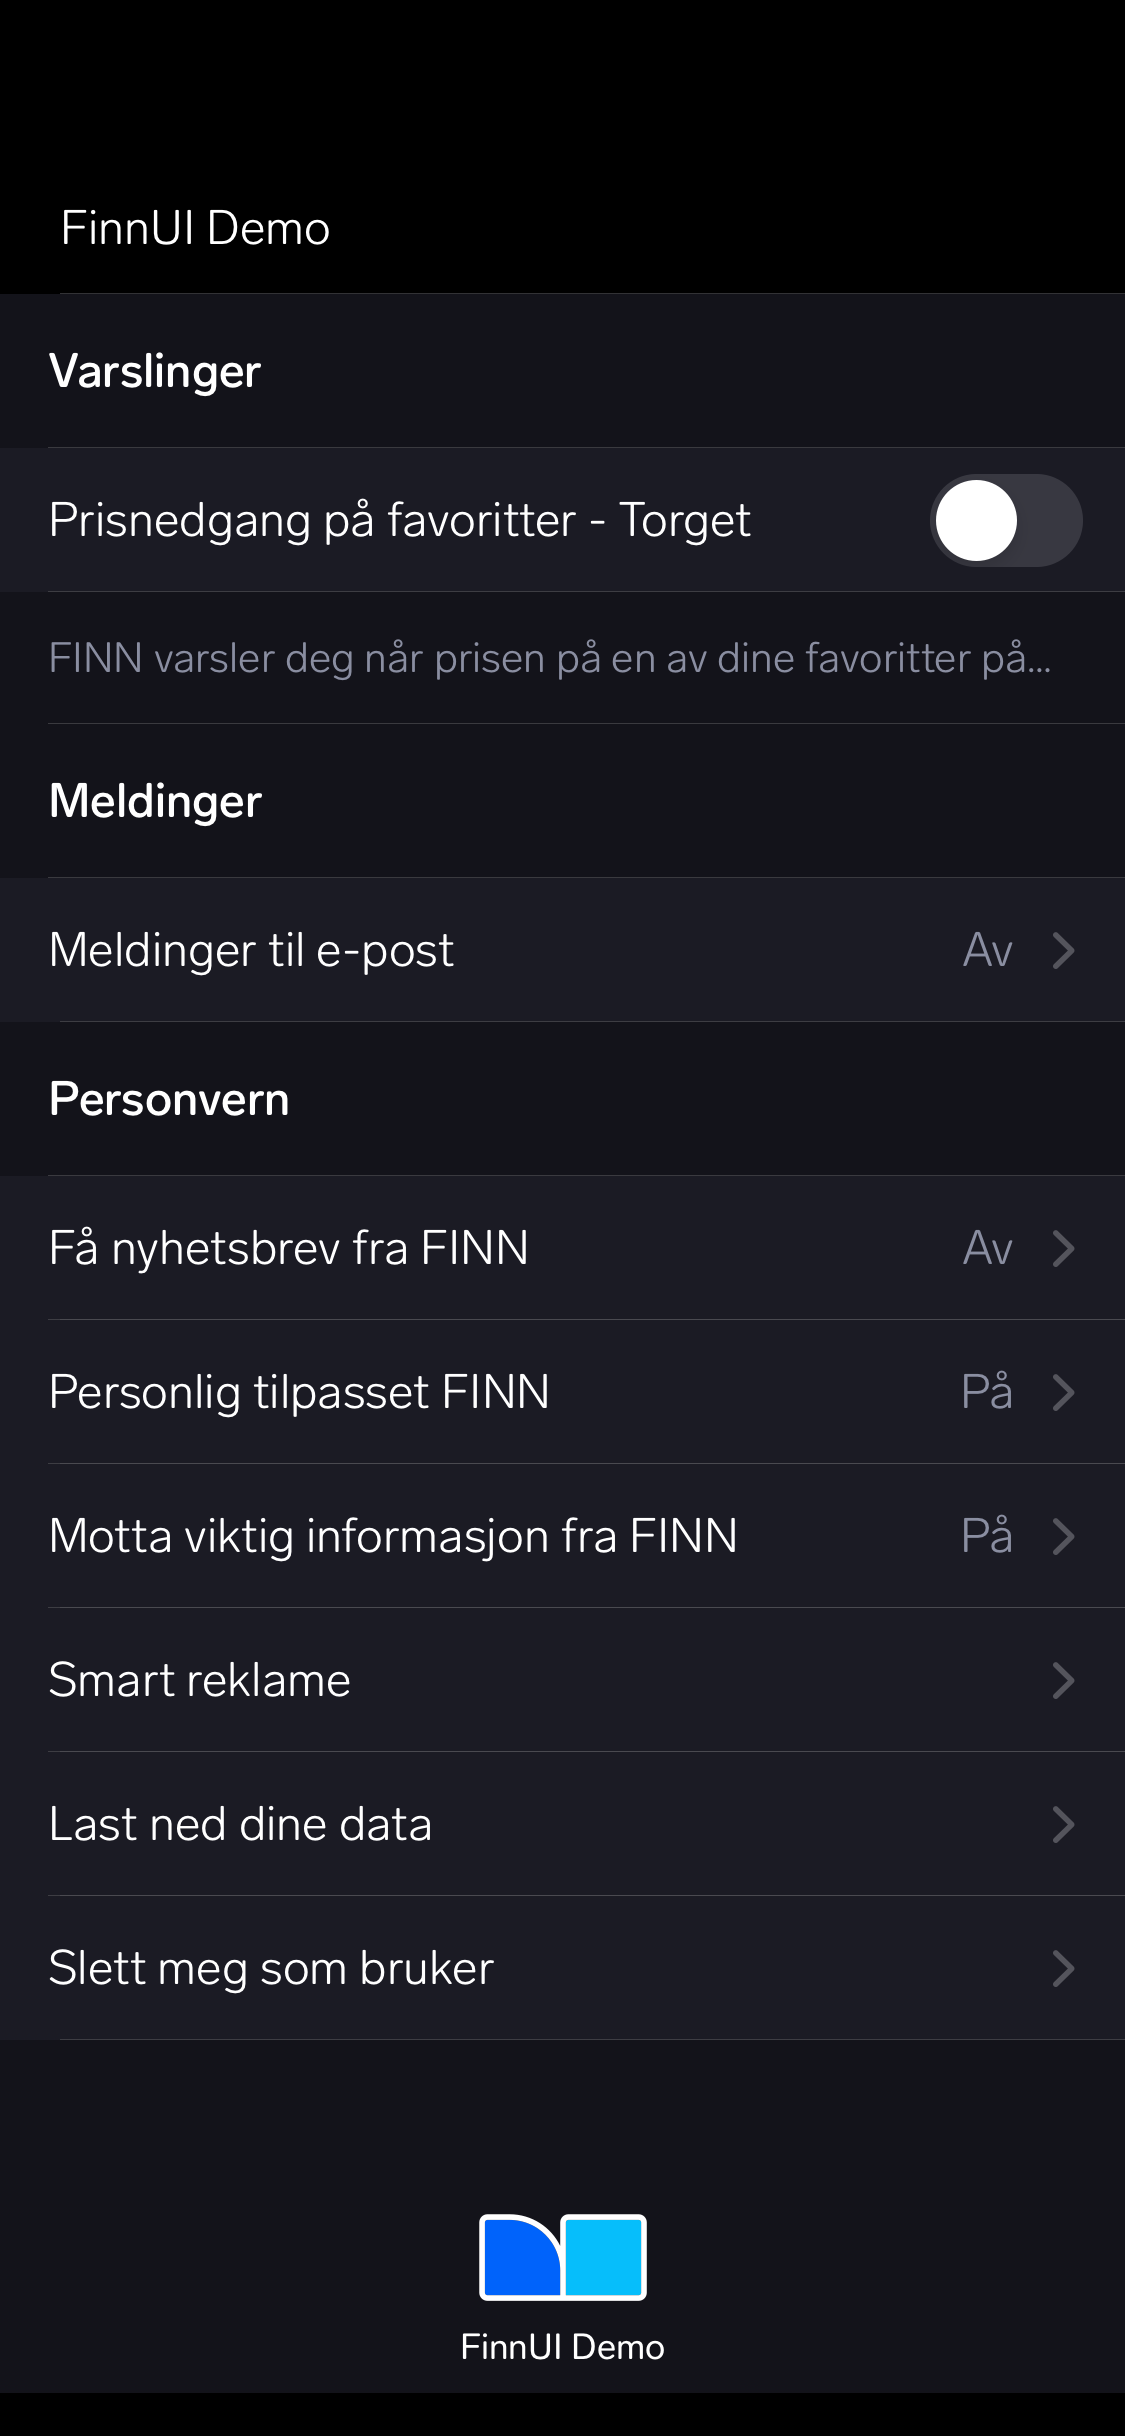 FinnUI Demo
Varslinger
Prisnedgang på favoritter - Torget
FINN varsler deg når prisen på en av dine favoritter på...
Meldinger
Meldinger til e-post Av
Personvern
Få nyhetsbrev fra FINN Av
Personlig tilpasset FINN På
Motta viktig informasjon fra FINN På
Smart reklame
Last ned dine data
Slett meg som bruker
FinnUI Demo